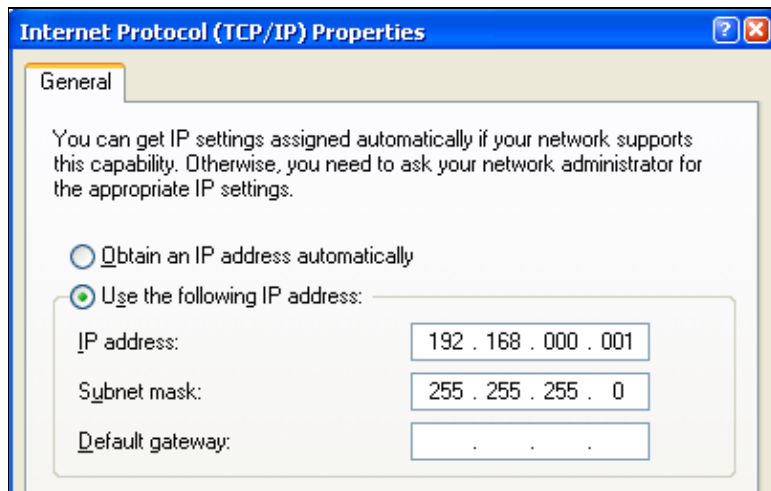 Internet Protocol (TCP/IP) Properties
General
You can get IP settings assigned automatically if your network supports
this capability. Otherwise, you need to ask your network administrator for
the appropriate IP settings.
Obtain an IP address automatically
Use the following IP address:
IP address: 192 . 168 . 000 . 001
Subnet mask: 255 . 255 . 255 . 0
Default gateway: . . .